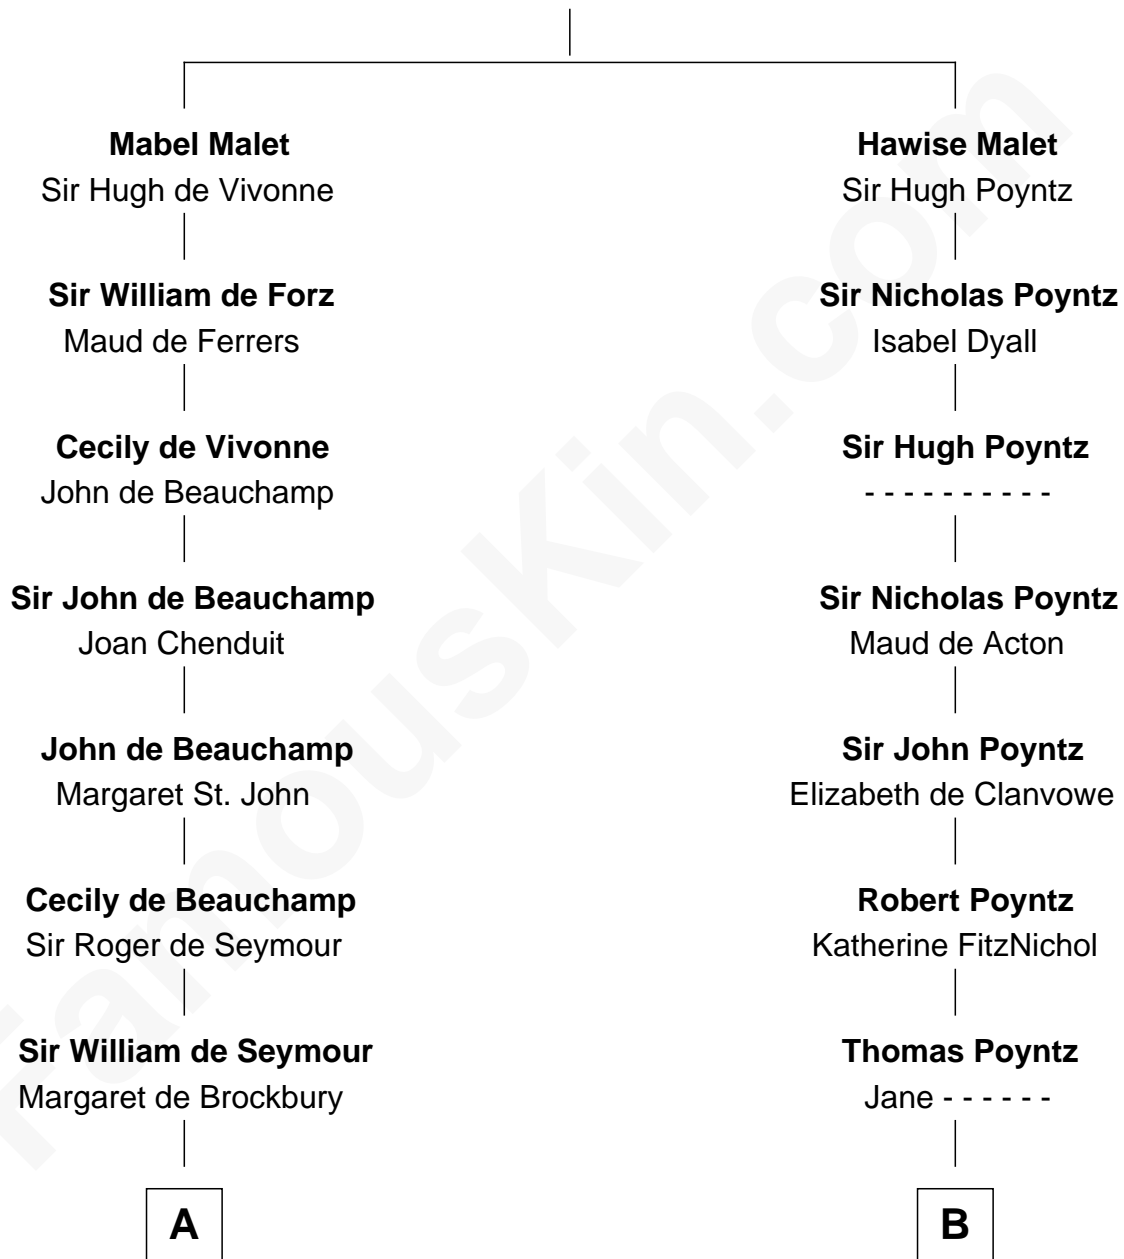 Mabel Malet
Sir Hugh de Vivonne
Hawise Malet
Sir Hugh Poyntz
Sir William de Forz
Maud de Ferrers
Sir Nicholas Poyntz
Isabel Dyall
Cecily de Vivonne
John de Beauchamp
Sir Hugh Poyntz
- - - - - - - - - -
Sir John de Beauchamp
Joan Chenduit
Sir Nicholas Poyntz
Maud de Acton
John de Beauchamp
Margaret St. John
Sir John Poyntz
Elizabeth de Clanvowe
Cecily de Beauchamp
Sir Roger de Seymour
Robert Poyntz
Katherine FitzNichol
Sir William de Seymour
Margaret de Brockbury
Thomas Poyntz
Jane - - - - - -
A
B
FamousKin.com